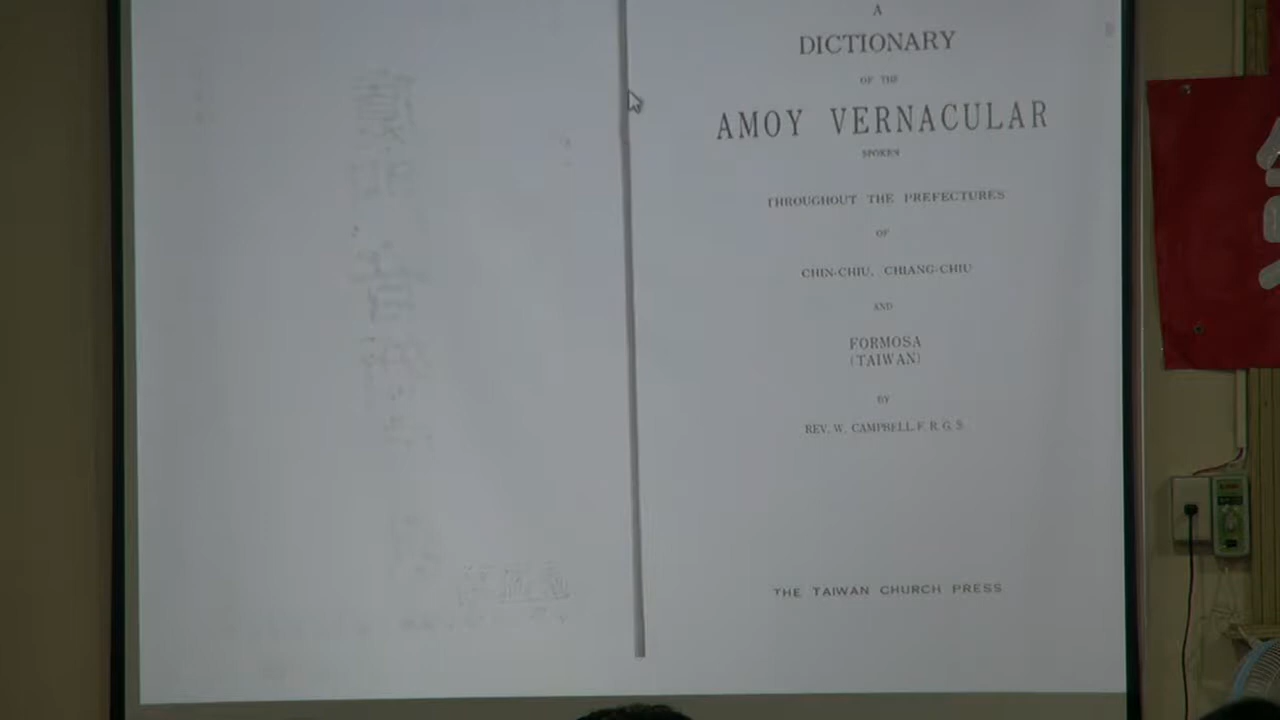 A
DICTIONARY
OF THE
AMOY VERNACULAR
SPOKEN
THROUGHOUT THE PREFECTURES
OF
CHIN-CHIU, CHIANG-CHIU
AND
FORMOSA
(TAIWAN)
BY
REV. W. CAMPBELL, F. R. G. S.
THE TAIWAN CHURCH PRESS